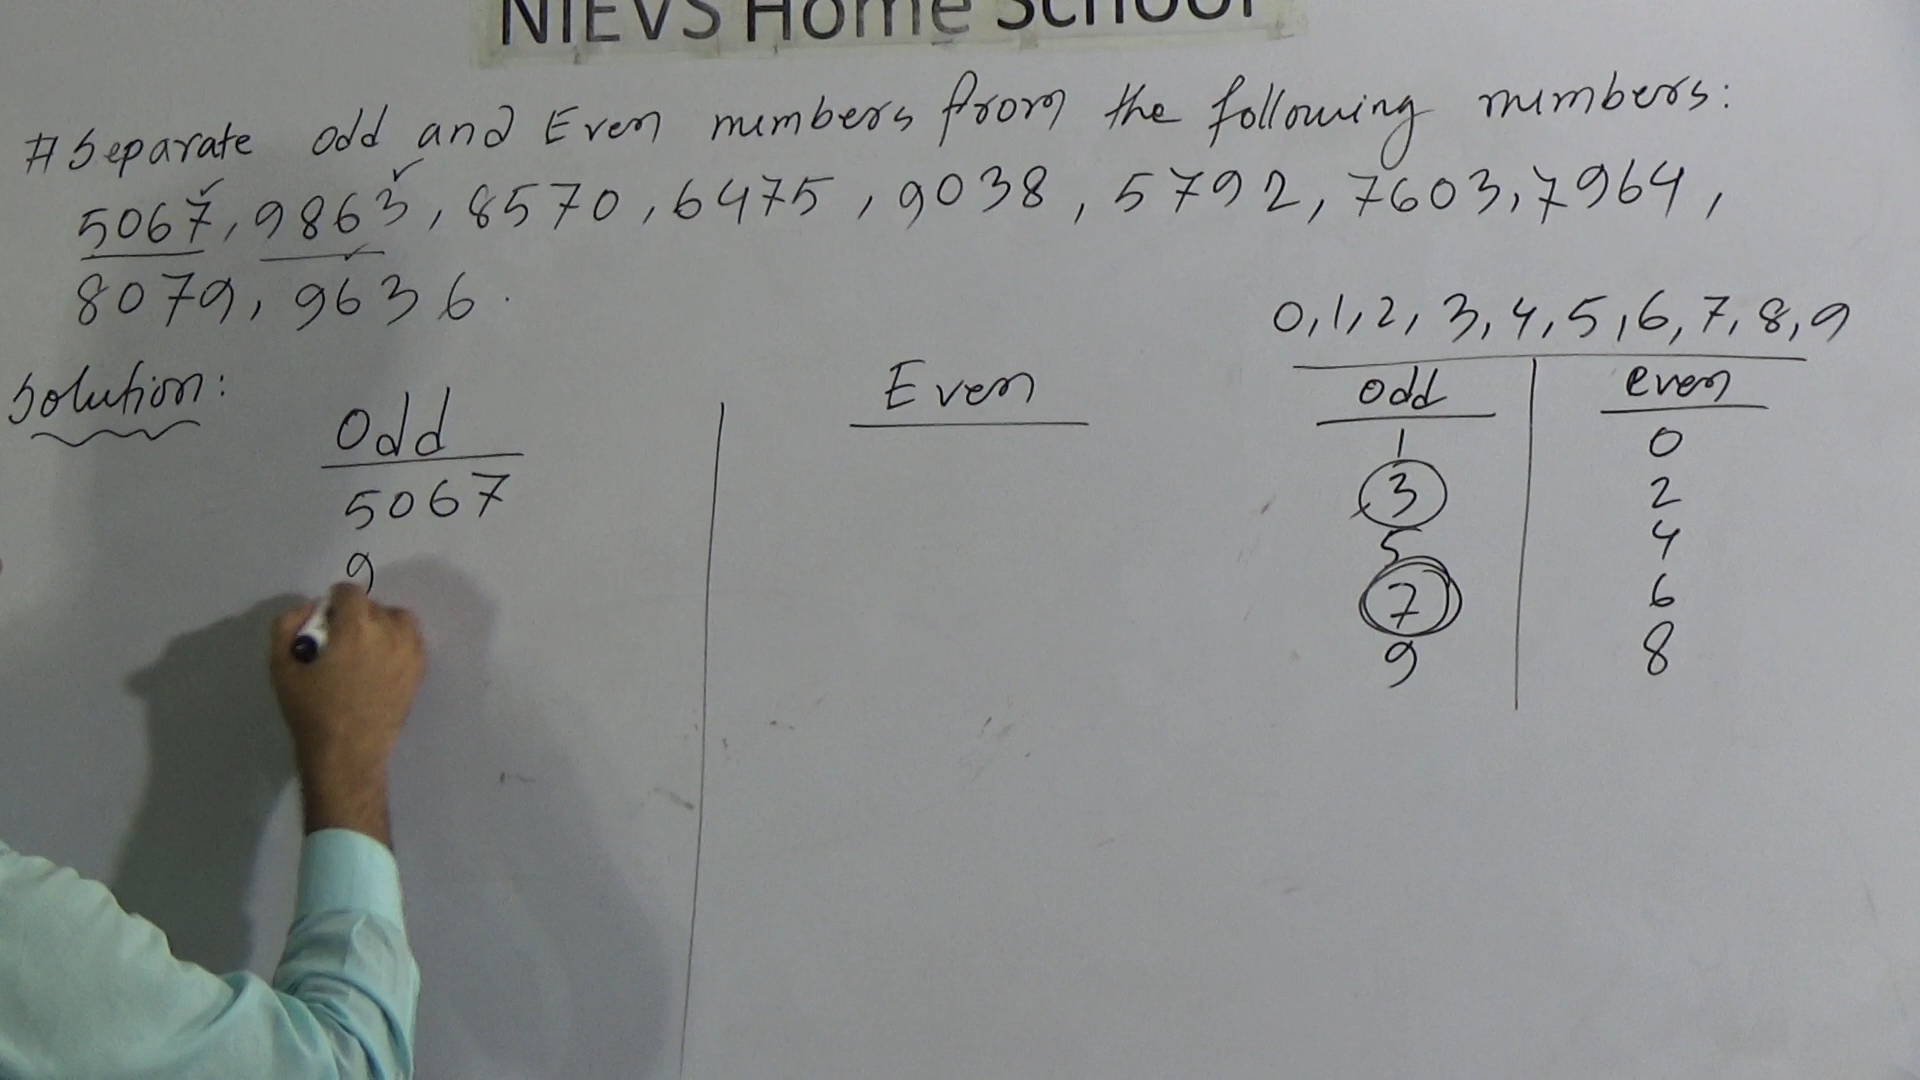 NIEVS Home School
# Separate odd and Even numbers from the following numbers:
5067, 9863, 8570, 6475, 9038, 5792, 7603, 7964,
8079, 9636.
0,1,2,3,4,5,6,7,8,9
Solution:
Odd
Even
odd
even
5067
9
1
0
3
2
5
4
7
6
9
8